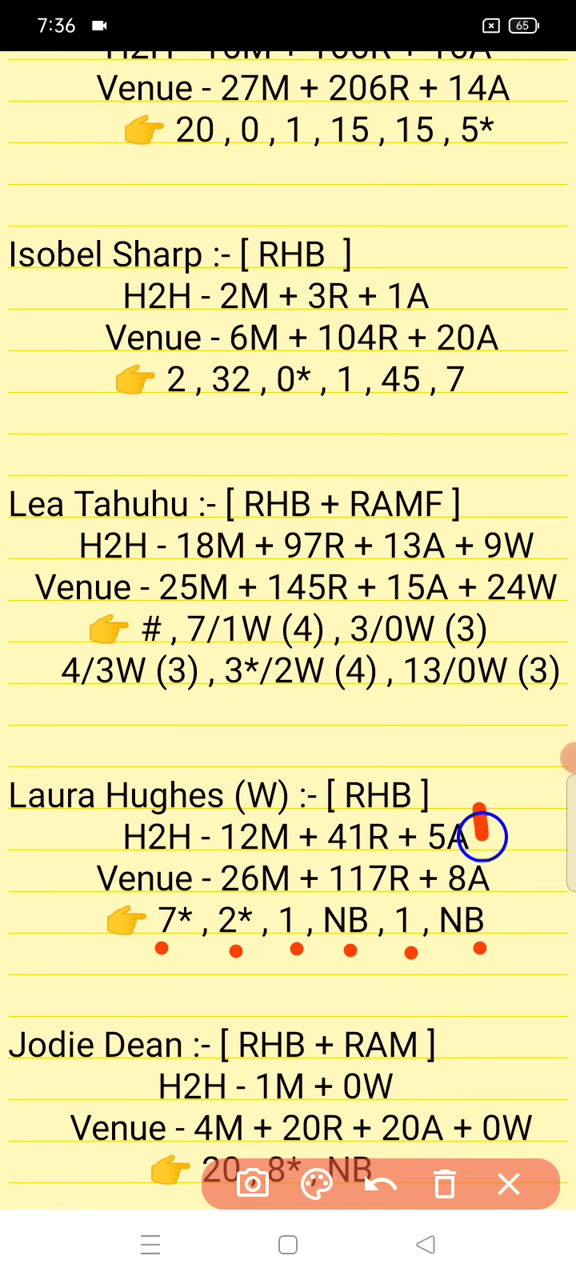 7:36
65
Venue - 27M + 206R + 14A
👉 20 , 0 , 1 , 15 , 15 , 5*
Isobel Sharp :- [ RHB ]
H2H - 2M + 3R + 1A
Venue - 6M + 104R + 20A
👉 2 , 32 , 0* , 1 , 45 , 7
Lea Tahuhu :- [ RHB + RAMF ]
H2H - 18M + 97R + 13A + 9W
Venue - 25M + 145R + 15A + 24W
👉 # , 7/1W (4) , 3/0W (3)
4/3W (3) , 3*/2W (4) , 13/0W (3)
Laura Hughes (W) :- [ RHB ]
H2H - 12M + 41R + 5A
Venue - 26M + 117R + 8A
👉 7* , 2* , 1 , NB , 1 , NB
Jodie Dean :- [ RHB + RAM ]
H2H - 1M + 0W
Venue - 4M + 20R + 20A + 0W
👉 20 , 8* , NB